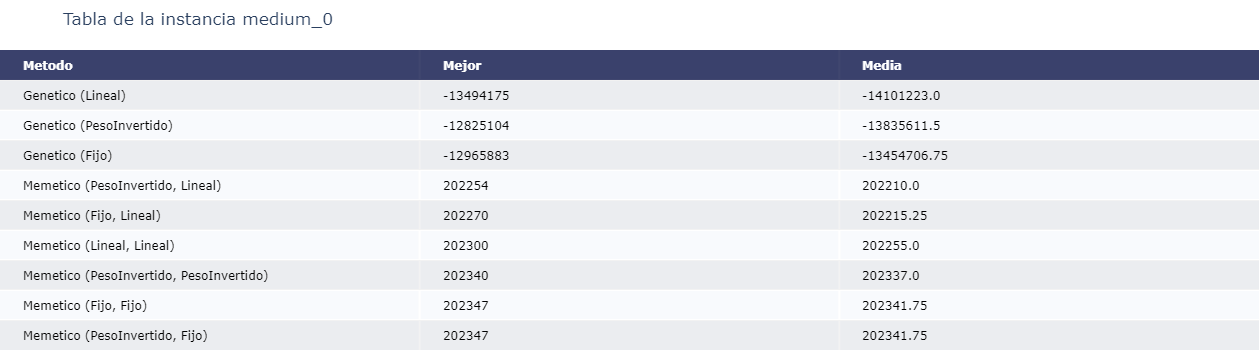 Tabla de la instancia medium_0
Metodo Mejor Media
Genetico (Lineal) -13494175 -14101223.0
Genetico (PesoInvertido) -12825104 -13835611.5
Genetico (Fijo) -12965883 -13454706.75
Memetico (PesoInvertido, Lineal) 202254 202210.0
Memetico (Fijo, Lineal) 202270 202215.25
Memetico (Lineal, Lineal) 202300 202255.0
Memetico (PesoInvertido, PesoInvertido) 202340 202337.0
Memetico (Fijo, Fijo) 202347 202341.75
Memetico (PesoInvertido, Fijo) 202347 202341.75